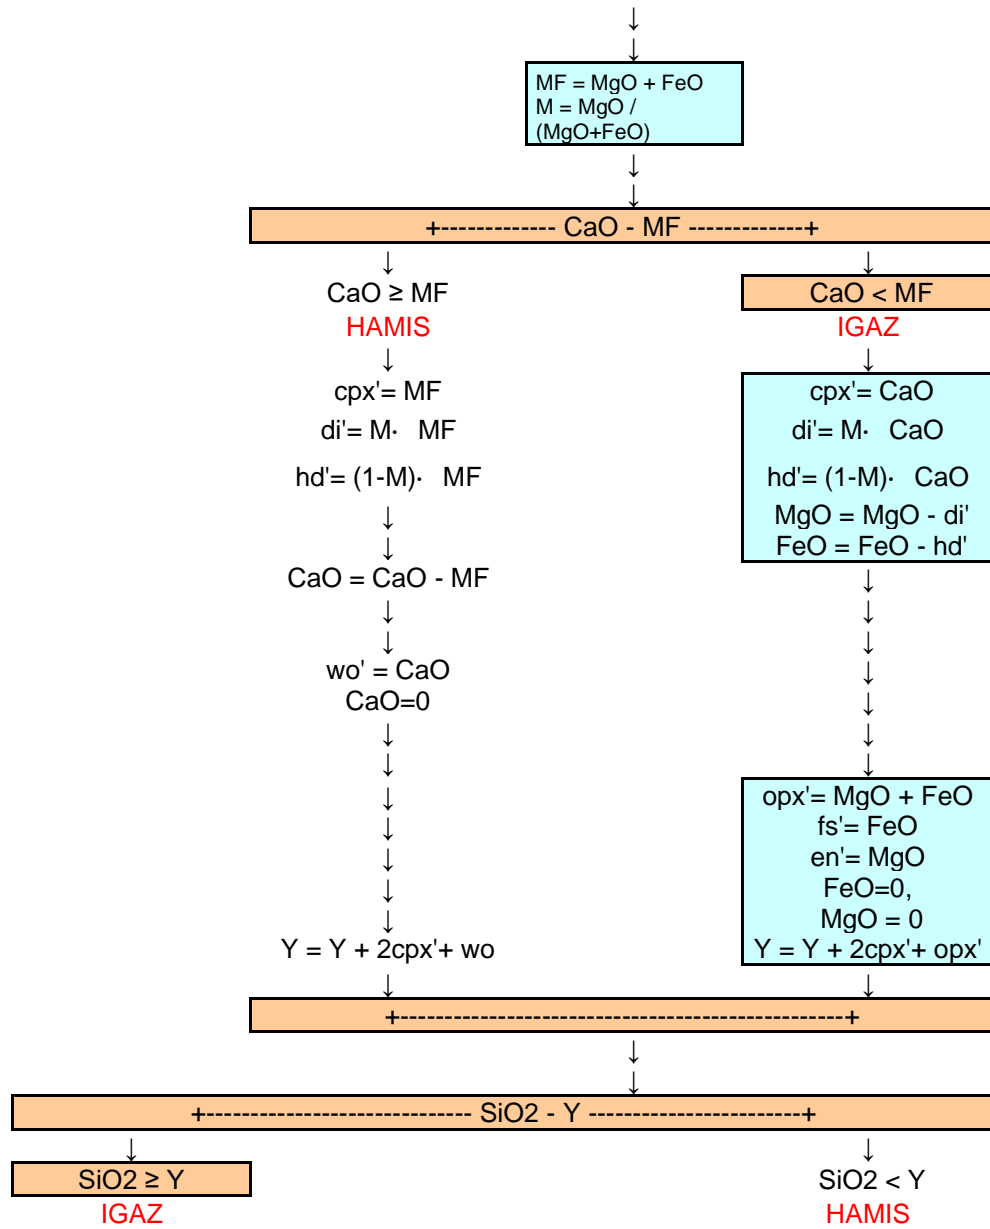 ↓
↓
MF = MgO + FeO
M = MgO /
(MgO+FeO)
↓
↓
+------------- CaO - MF -------------+
↓ ↓
CaO ≥ MF CaO < MF
HAMIS IGAZ
↓ ↓
cpx'= MF cpx'= CaO
di'= M· MF di'= M· CaO
hd'= (1-M)· MF hd'= (1-M)· CaO
↓ MgO = MgO - di'
↓ FeO = FeO - hd'
CaO = CaO - MF ↓
↓ ↓
↓ ↓
wo' = CaO ↓
CaO=0 ↓
↓ ↓
↓ ↓
↓ opx'= MgO + FeO
↓ fs'= FeO
↓ en'= MgO
↓ FeO=0,
↓ MgO = 0
Y = Y + 2cpx'+ wo Y = Y + 2cpx'+ opx'
↓ ↓
+--------------------------------------------------+
↓
↓
+----------------------------- SiO2 - Y -----------------------+
↓ ↓
SiO2 ≥ Y SiO2 < Y
IGAZ HAMIS